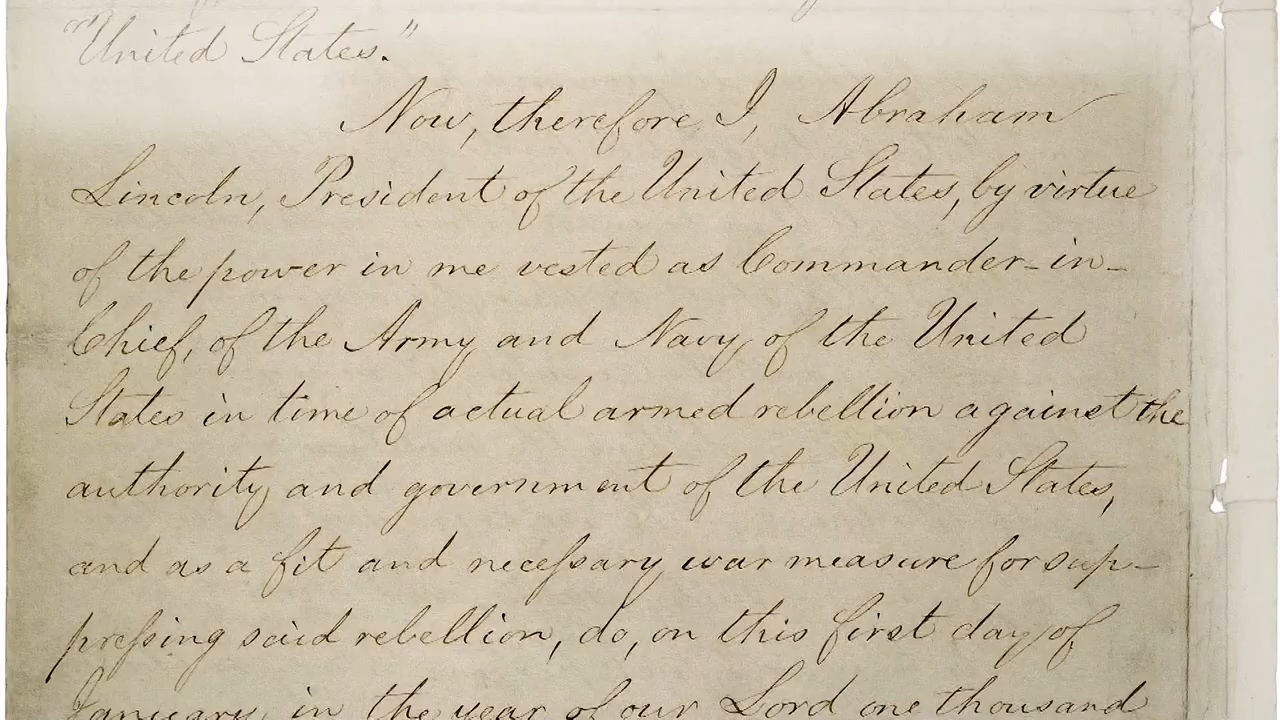 "United States."
Now, therefore I, Abraham
Lincoln, President of the United States, by virtue
of the power in me vested as Commander-in-
Chief, of the Army and Navy of the United
States in time of actual armed rebellion against the
authority and government of the United States,
and as a fit and neceſsary war measure for sup-
preſsing said rebellion, do, on this first day of
January, in the year of our Lord one thousand